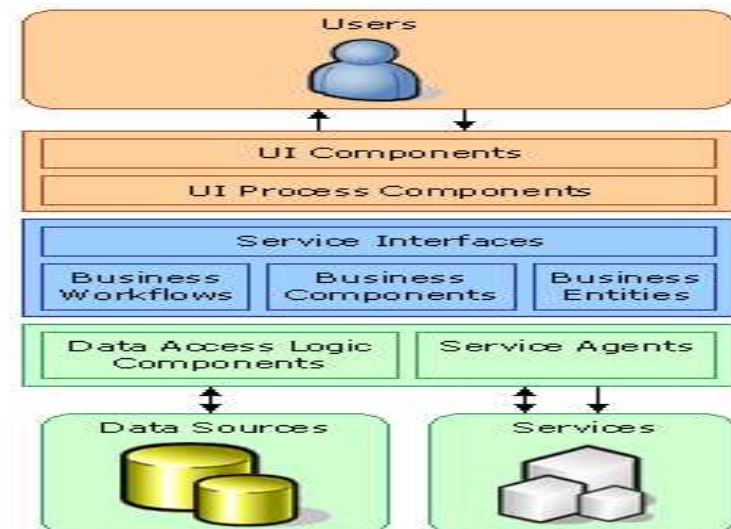 Users
UI Components
UI Process Components
Service Interfaces
Business
Workflows
Business
Components
Business
Entities
Data Access Logic
Components
Service Agents
Data Sources
Services